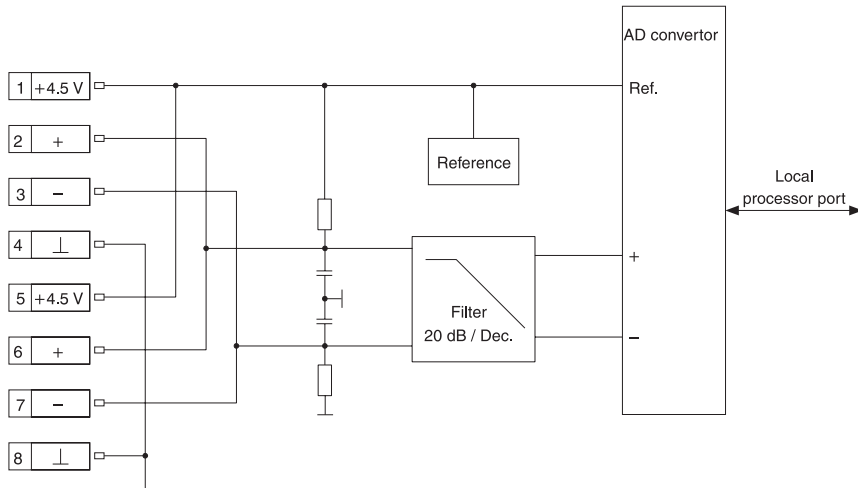 AD convertor
1 +4.5 V
Ref.
2 +
3 −
Reference
Local
processor port
4 ⊥
+
5 +4.5 V
Filter
20 dB / Dec.
−
6 +
7 −
8 ⊥